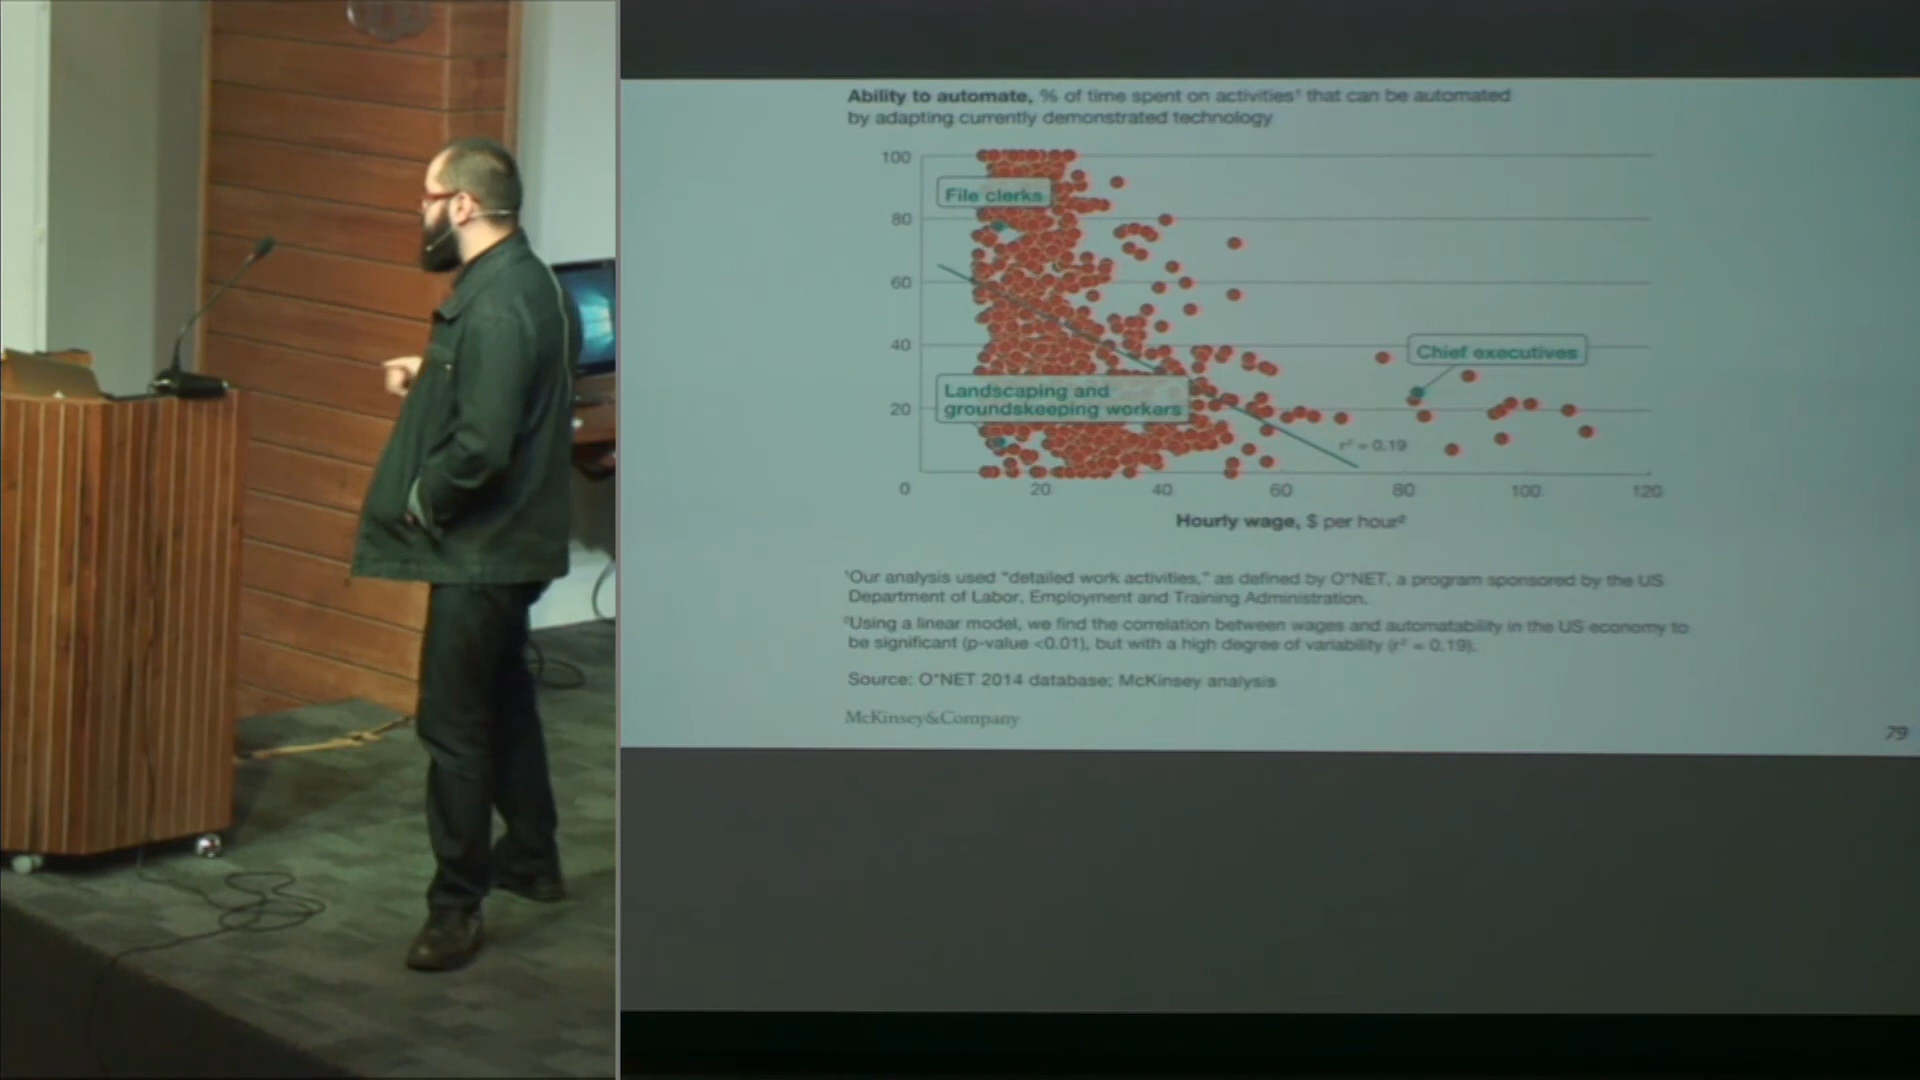 Ability to automate, % of time spent on activities¹ that can be automated
by adapting currently demonstrated technology
100
File clerks
80
60
40
Chief executives
Landscaping and
groundskeeping workers
20
r² = 0.19
0 20 40 60 80 100 120
Hourly wage, $ per hour²
¹Our analysis used "detailed work activities," as defined by O*NET, a program sponsored by the US
Department of Labor, Employment and Training Administration.
²Using a linear model, we find the correlation between wages and automatability in the US economy to
be significant (p-value <0.01), but with a high degree of variability (r² = 0.19).
Source: O*NET 2014 database; McKinsey analysis
McKinsey&Company
79